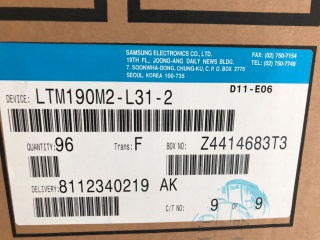 SAMSUNG ELECTRONICS CO., LTD.
19TH FL., JOONG-ANG DAILY NEWS BLDG.
7. SOONWHA-DONG, CHUNG-KU, C.P.O.BOX 2775
SEOUL, KOREA 100-735
FAX: 02) 750-7154
TEL: 02) 750-7749
D11-E06
DEVICE: LTM190M2-L31-2
QUANTITY: 96 Trans: F BOX NO: Z4414683T3
DELIVERY: 8112340219 AK
C/T NO: 9 OF 9